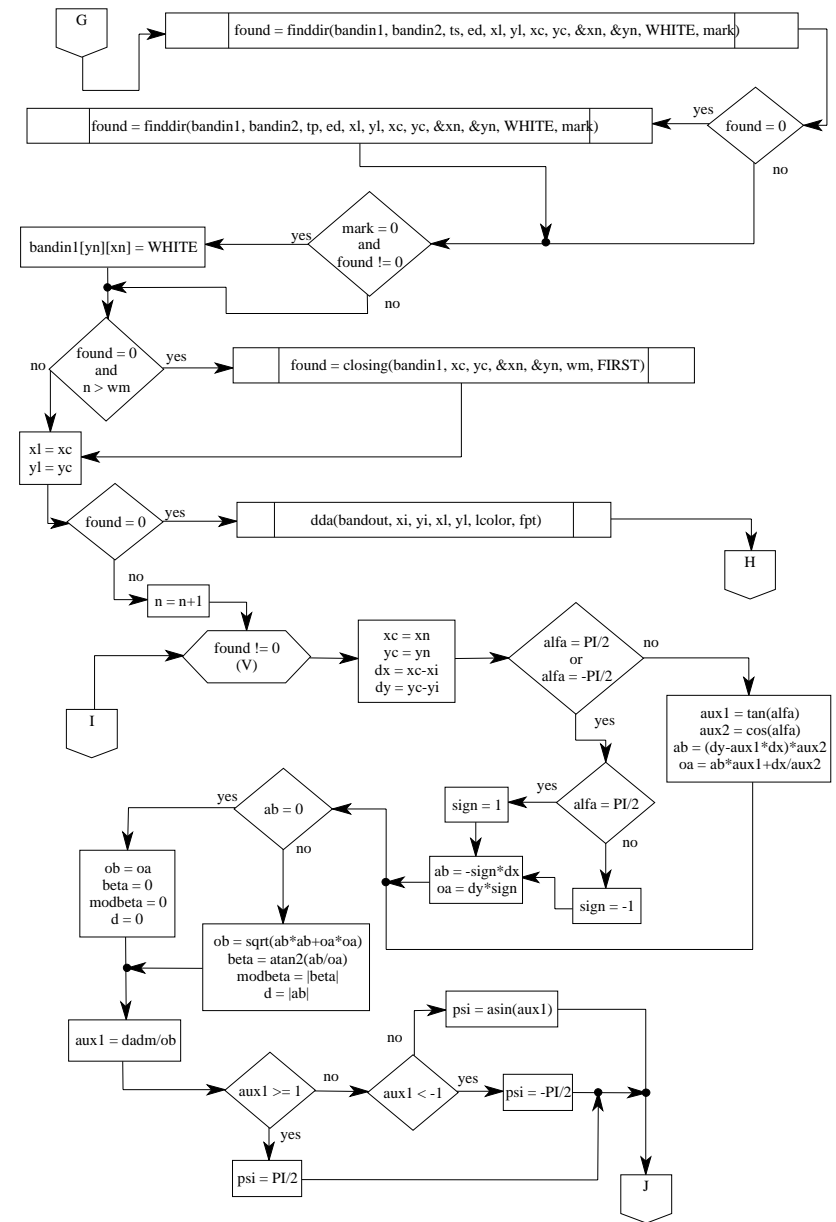 G
found = finddir(bandin1, bandin2, ts, ed, xl, yl, xc, yc, &xn, &yn, WHITE, mark)
found = finddir(bandin1, bandin2, tp, ed, xl, yl, xc, yc, &xn, &yn, WHITE, mark)
yes
found = 0
no
bandin1[yn][xn] = WHITE
yes
mark = 0
and
found != 0
no
no
found = 0
and
n > wm
yes
found = closing(bandin1, xc, yc, &xn, &yn, wm, FIRST)
xl = xc
yl = yc
found = 0
yes
dda(bandout, xi, yi, xl, yl, lcolor, fpt)
H
no
n = n+1
found != 0
(V)
I
xc = xn
yc = yn
dx = xc-xi
dy = yc-yi
alfa = PI/2
or
alfa = -PI/2
no
aux1 = tan(alfa)
aux2 = cos(alfa)
ab = (dy-aux1*dx)*aux2
oa = ab*aux1+dx/aux2
yes
alfa = PI/2
yes
sign = 1
no
sign = -1
ab = -sign*dx
oa = dy*sign
yes
ab = 0
no
ob = oa
beta = 0
modbeta = 0
d = 0
ob = sqrt(ab*ab+oa*oa)
beta = atan2(ab/oa)
modbeta = |beta|
d = |ab|
aux1 = dadm/ob
aux1 >= 1
no
yes
psi = PI/2
aux1 < -1
no
psi = asin(aux1)
yes
psi = -PI/2
J